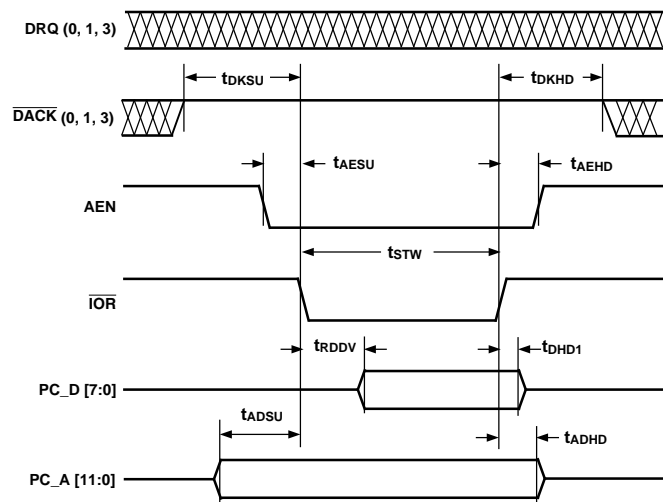 DRQ (0, 1, 3)
tDKSU
tDKHD
DACK (0, 1, 3)
tAESU
tAEHD
AEN
tSTW
IOR
tRDDV
tDHD1
PC_D [7:0]
tADSU
tADHD
PC_A [11:0]